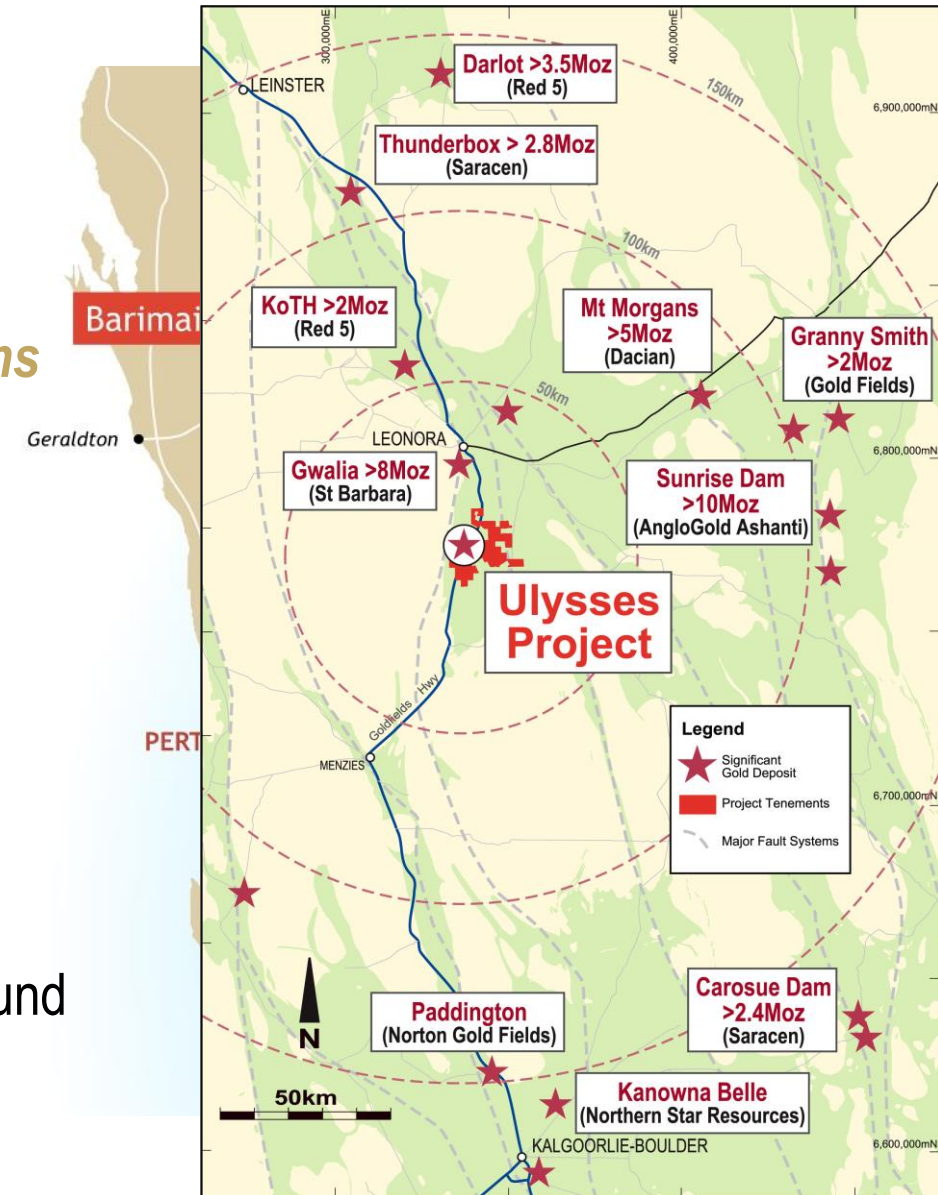 300,000mE
400,000mE
Darlot >3.5Moz
(Red 5)
150km
LEINSTER
6,900,000mN
Thunderbox > 2.8Moz
(Saracen)
100km
KoTH >2Moz
(Red 5)
Mt Morgans
>5Moz
(Dacian)
Granny Smith
>2Moz
(Gold Fields)
Barimai
ns
50km
Geraldton
LEONORA
6,800,000mN
Gwalia >8Moz
(St Barbara)
Sunrise Dam
>10Moz
(AngloGold Ashanti)
Ulysses
Project
Goldfields Hwy
PERT
MENZIES
Legend
Significant
Gold Deposit
Project Tenements
Major Fault Systems
6,700,000mN
und
N
50km
Paddington
(Norton Gold Fields)
Carosue Dam
>2.4Moz
(Saracen)
Kanowna Belle
(Northern Star Resources)
KALGOORLIE-BOULDER
6,600,000mN